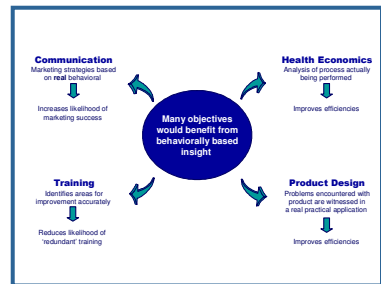 Communication
Marketing strategies based
on real behavioral
Increases likelihood of
marketing success
Health Economics
Analysis of process actually
being performed
Improves efficiencies
Many objectives
would benefit from
behaviorally based
insight
Training
Identifies areas for
improvement accurately
Reduces likelihood of
‘redundant’ training
Product Design
Problems encountered with
product are witnessed in
a real practical application
Improves efficiencies